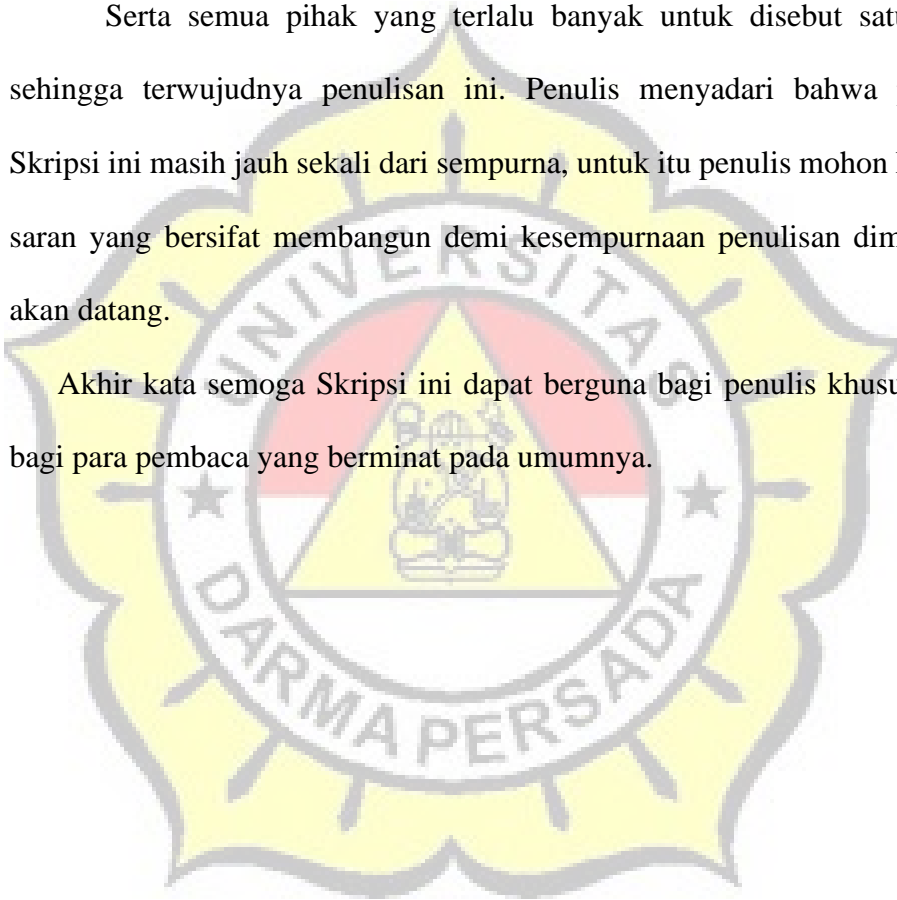 Serta semua pihak yang terlalu banyak untuk disebut
sehingga terwujudnya penulisan ini. Penulis menyadari bahwa
Skripsi ini masih jauh sekali dari sempurna, untuk itu penulis mohon
saran yang bersifat membangun demi kesempurnaan penulisan
akan datang.
Akhir kata semoga Skripsi ini dapat berguna bagi penulis
bagi para pembaca yang berminat pada umumnya.
UNIVERSITAS
DARMA PERSADA